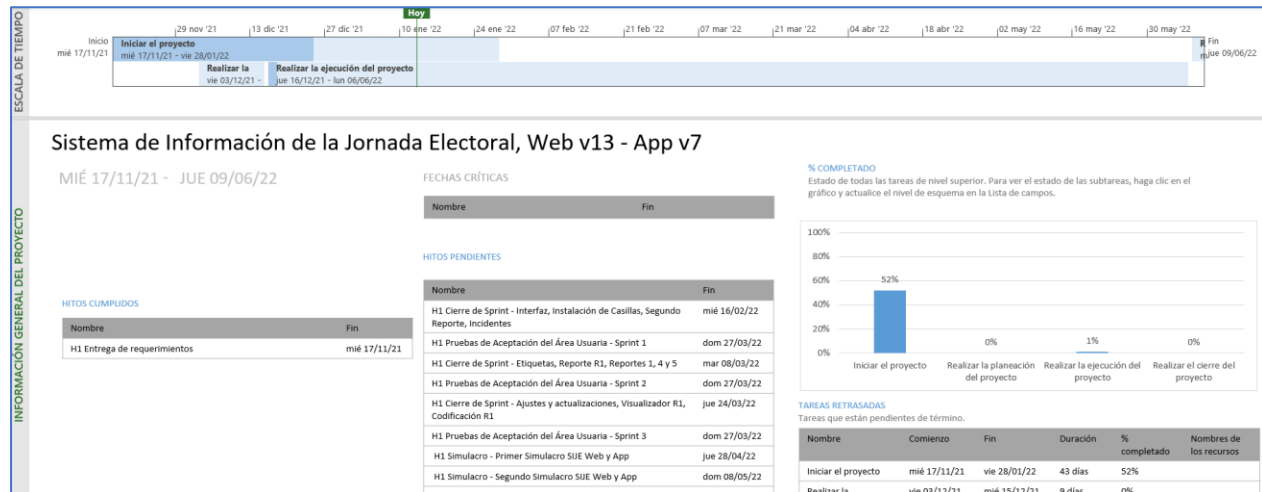 ESCALA DE TIEMPO
Hoy
29 nov '21 13 dic '21 27 dic '21 10 ene '22 24 ene '22 07 feb '22 21 feb '22 07 mar '22 21 mar '22 04 abr '22 18 abr '22 02 may '22 16 may '22 30 may '22
Inicio
mié 17/11/21
Iniciar el proyecto
mié 17/11/21 - vie 28/01/22
Realizar la
vie 03/12/21 -
Realizar la ejecución del proyecto
jue 16/12/21 - lun 06/06/22
R
Fin
jue 09/06/22
INFORMACIÓN GENERAL DEL PROYECTO
Sistema de Información de la Jornada Electoral, Web v13 - App v7
MIÉ 17/11/21 - JUE 09/06/22
HITOS CUMPLIDOS
Nombre Fin
H1 Entrega de requerimientos mié 17/11/21
FECHAS CRÍTICAS
Nombre Fin
HITOS PENDIENTES
Nombre Fin
H1 Cierre de Sprint - Interfaz, Instalación de Casillas, Segundo mié 16/02/22
Reporte, Incidentes
H1 Pruebas de Aceptación del Área Usuaria - Sprint 1 dom 27/03/22
H1 Cierre de Sprint - Etiquetas, Reporte R1, Reportes 1, 4 y 5 mar 08/03/22
H1 Pruebas de Aceptación del Área Usuaria - Sprint 2 dom 27/03/22
H1 Cierre de Sprint - Ajustes y actualizaciones, Visualizador R1, jue 24/03/22
Codificación R1
H1 Pruebas de Aceptación del Área Usuaria - Sprint 3 dom 27/03/22
H1 Simulacro - Primer Simulacro SIJE Web y App jue 28/04/22
H1 Simulacro - Segundo Simulacro SIJE Web y App dom 08/05/22
% COMPLETADO
Estado de todas las tareas de nivel superior. Para ver el estado de las subtareas, haga clic en el
gráfico y actualice el nivel de esquema en la Lista de campos.
100%
80%
60%
40%
20%
0%
52% 0% 1% 0%
Iniciar el proyecto Realizar la planeación Realizar la ejecución del Realizar el cierre del
del proyecto proyecto proyecto
TAREAS RETRASADAS
Tareas que están pendientes de término.
Nombre Comienzo Fin Duración % Nombres de
completado los recursos
Iniciar el proyecto mié 17/11/21 vie 28/01/22 43 días 52%
Realizar la vie 03/12/21 mié 15/12/21 9 días 0%